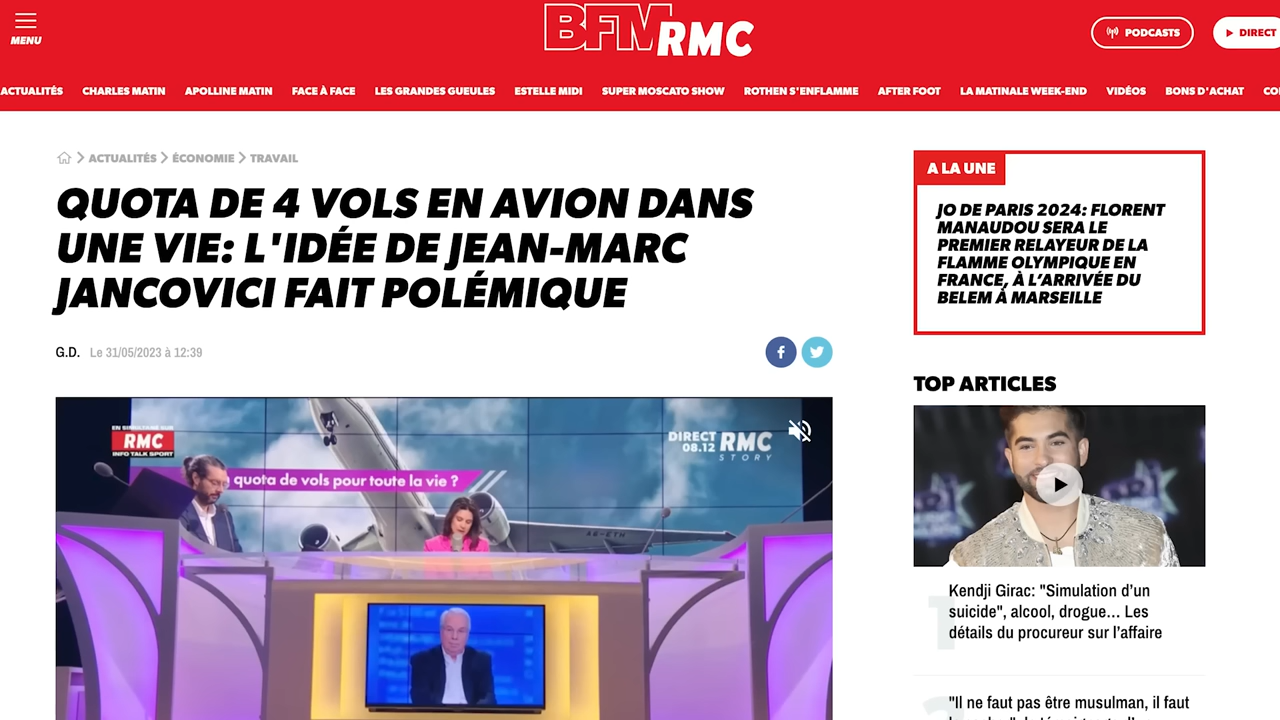 MENU
BFM RMC
PODCASTS
DIRECT
ACTUALITÉS CHARLES MATIN APOLLINE MATIN FACE À FACE LES GRANDES GUEULES ESTELLE MIDI SUPER MOSCATO SHOW ROTHEN S'ENFLAMME AFTER FOOT LA MATINALE WEEK-END VIDÉOS BONS D'ACHAT
ACTUALITÉS ÉCONOMIE TRAVAIL
QUOTA DE 4 VOLS EN AVION DANS
UNE VIE: L'IDÉE DE JEAN-MARC
JANCOVICI FAIT POLÉMIQUE
G.D. Le 31/05/2023 à 12:39
EN SIMULTANÉ SUR
RMC
INFO TALK SPORT
DIRECT
08.12
RMC
STORY
quota de vols pour toute la vie ?
A LA UNE
JO DE PARIS 2024: FLORENT
MANAUDOU SERA LE
PREMIER RELAYEUR DE LA
FLAMME OLYMPIQUE EN
FRANCE, À L’ARRIVÉE DU
BELEM À MARSEILLE
TOP ARTICLES
1
Kendji Girac: "Simulation d’un
suicide", alcool, drogue... Les
détails du procureur sur l’affaire
"Il ne faut pas être musulman, il faut